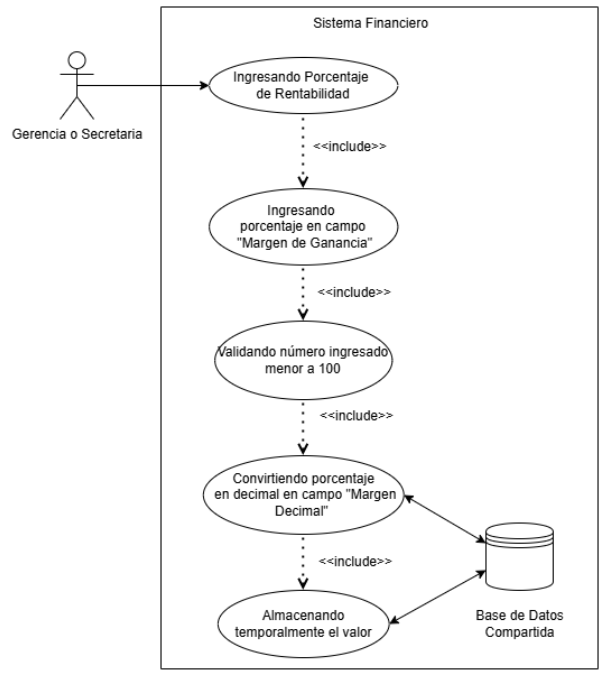 Sistema Financiero
Ingresando Porcentaje
de Rentabilidad
Gerencia o Secretaria
<<include>>
Ingresando
porcentaje en campo
"Margen de Ganancia"
<<include>>
Validando número ingresado
menor a 100
<<include>>
Convirtiendo porcentaje
en decimal en campo "Margen
Decimal"
<<include>>
Almacenando
temporalmente el valor
Base de Datos
Compartida